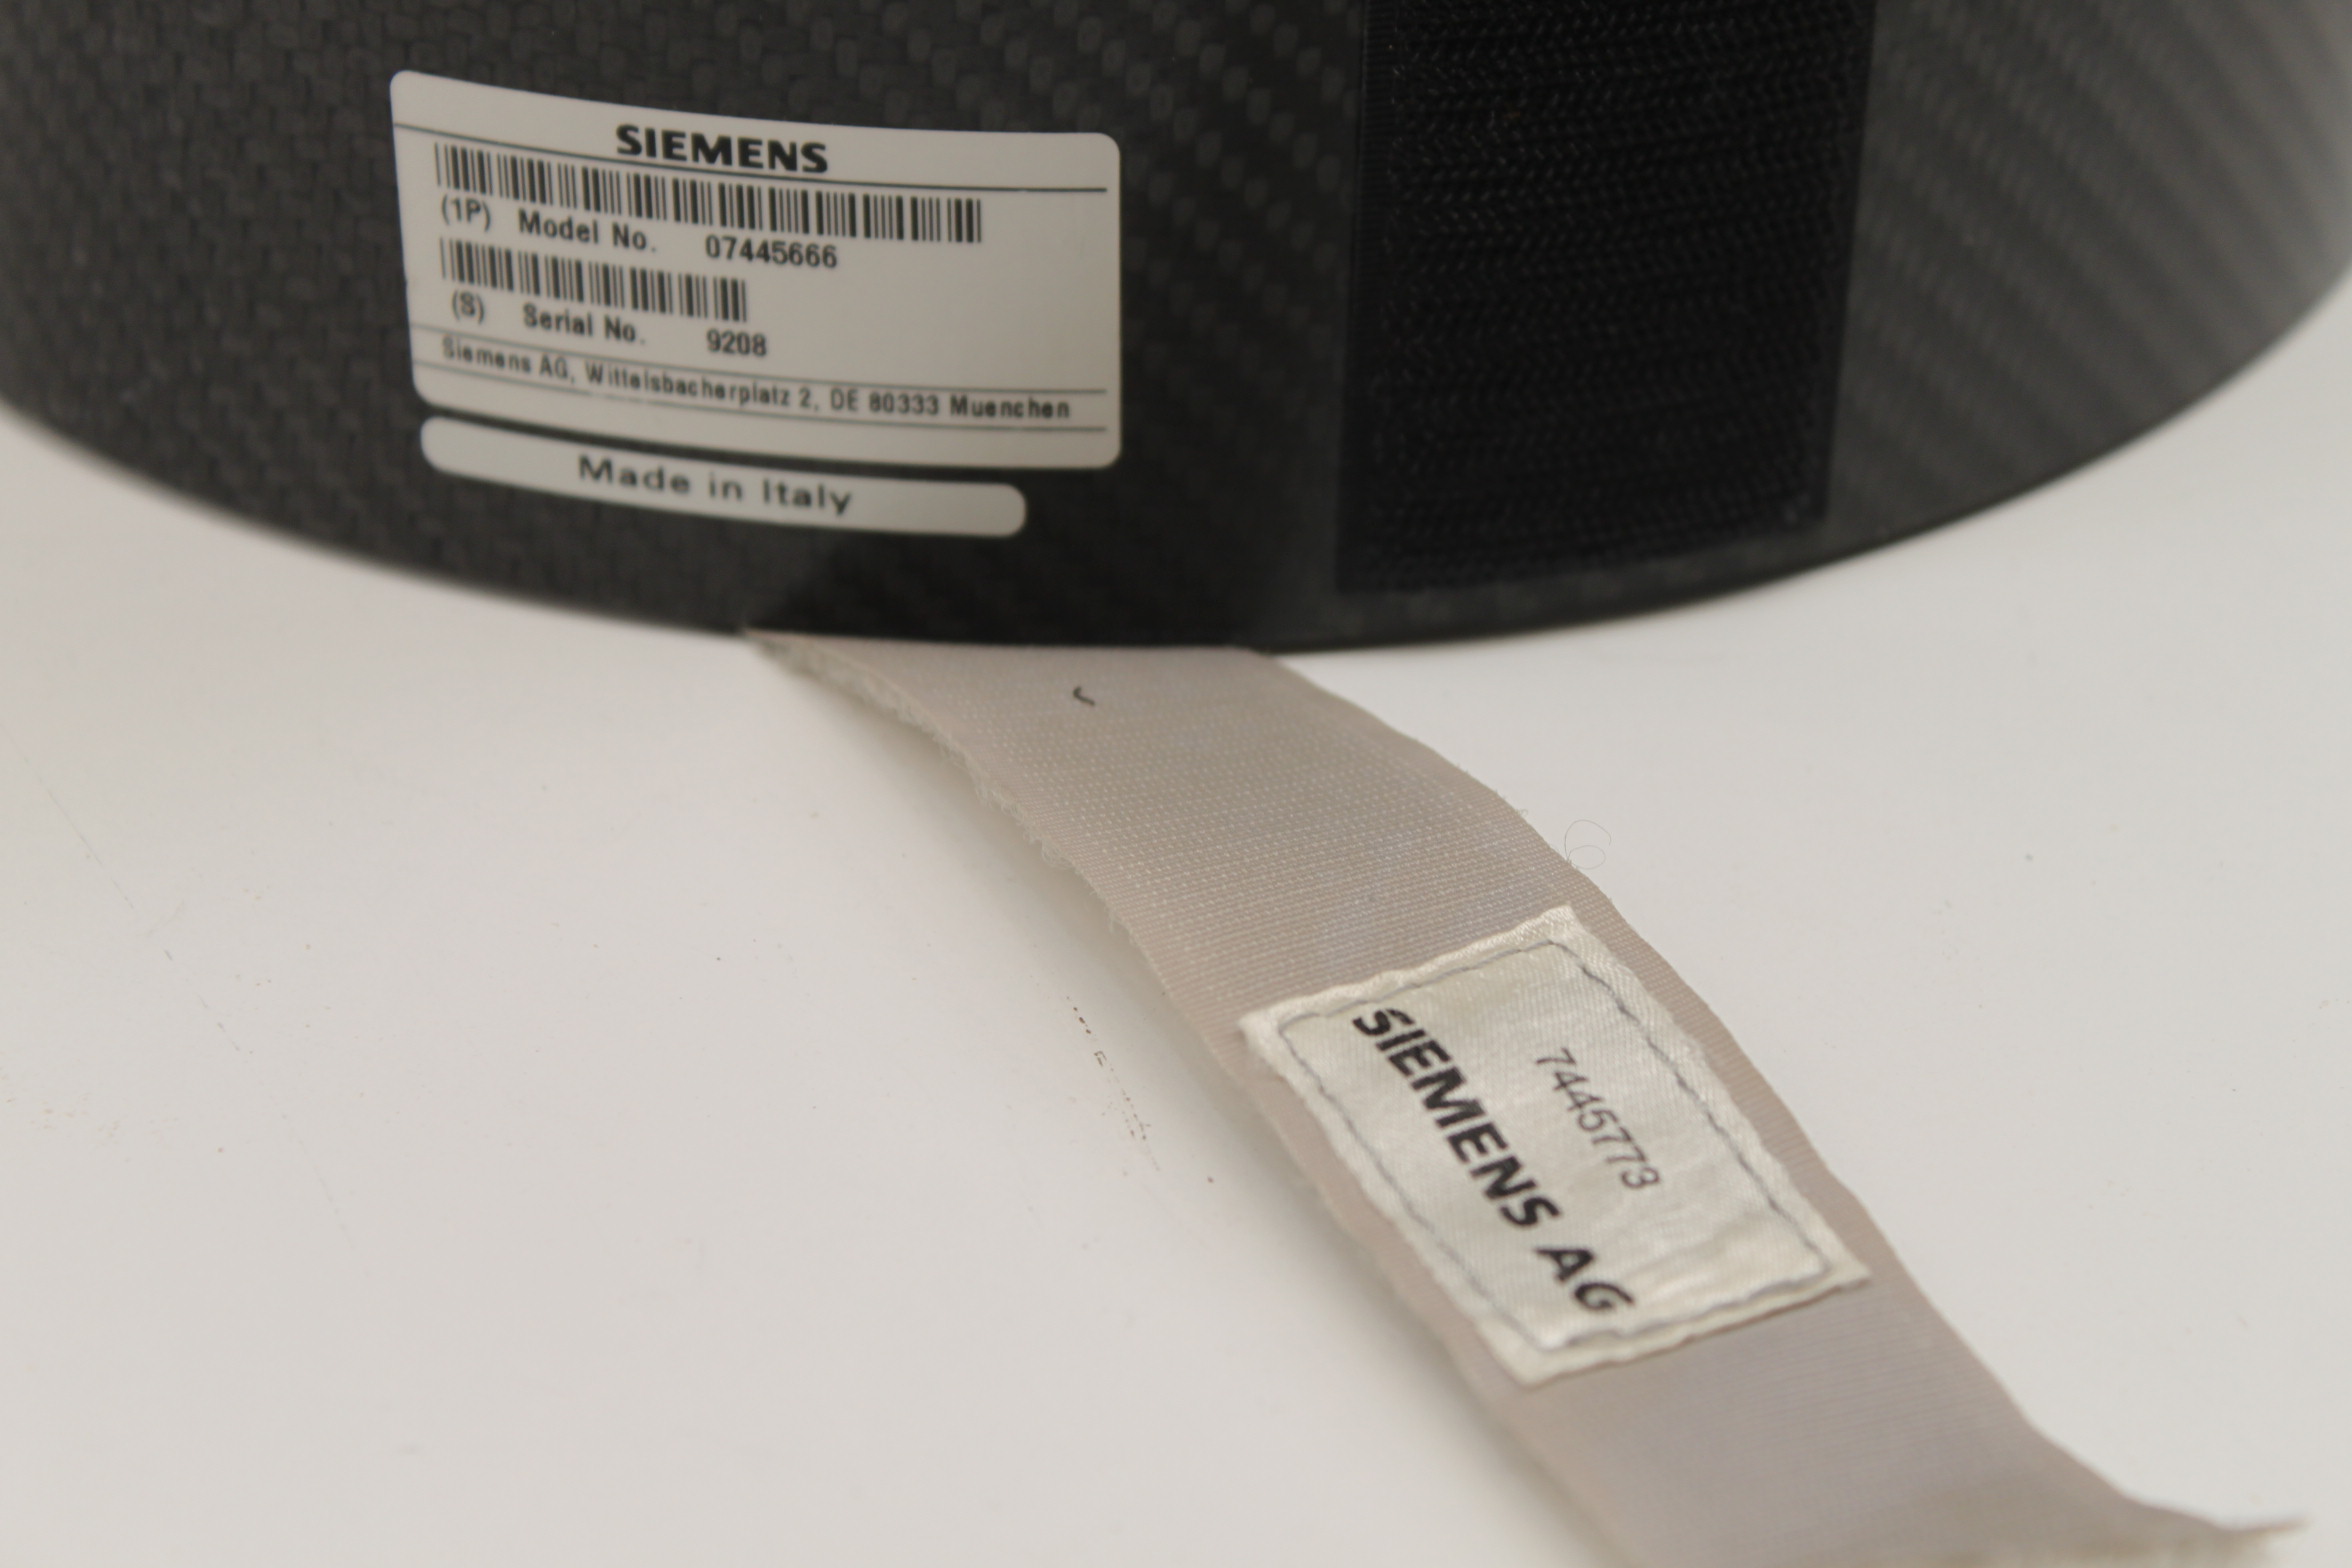 SIEMENS
(1P) Model No. 07445666
(S) Serial No. 9208
Siemens AG, Wittelsbacherplatz 2, DE 80333 Muenchen
Made in Italy
7445773
SIEMENS AG